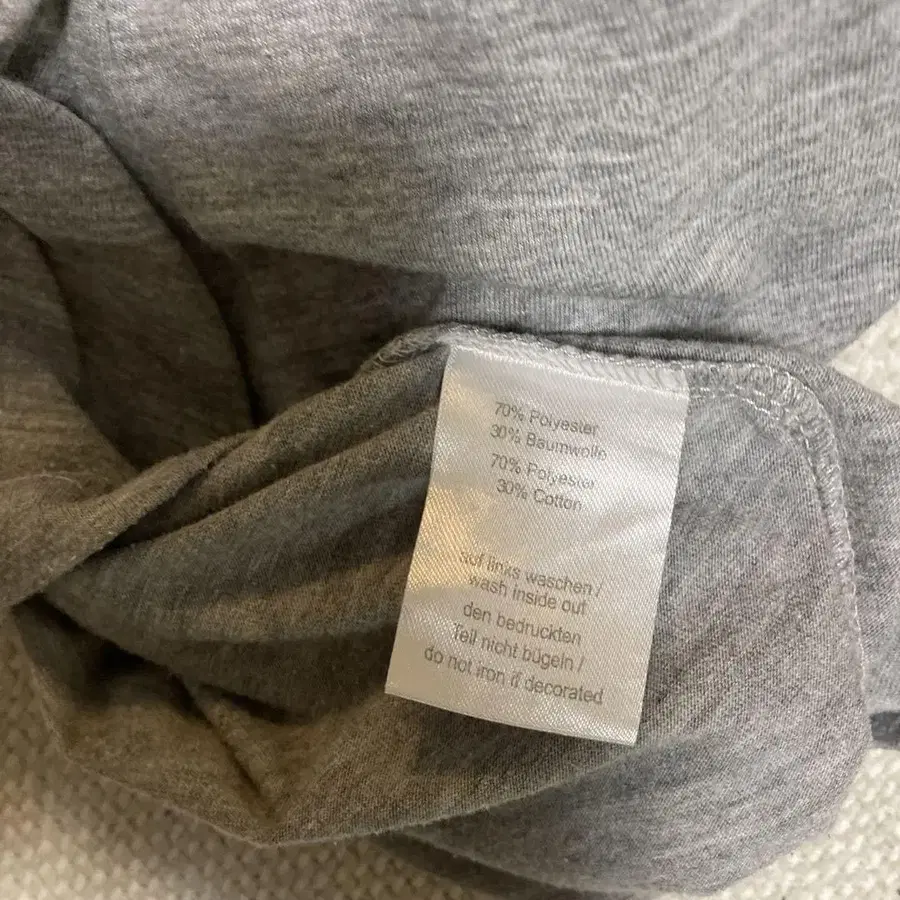 70% Polyester
30% Baumwolle
70% Polyester
30% Cotton
auf links waschen /
wash inside out
den bedruckten
Teil nicht bügeln /
do not iron if decorated